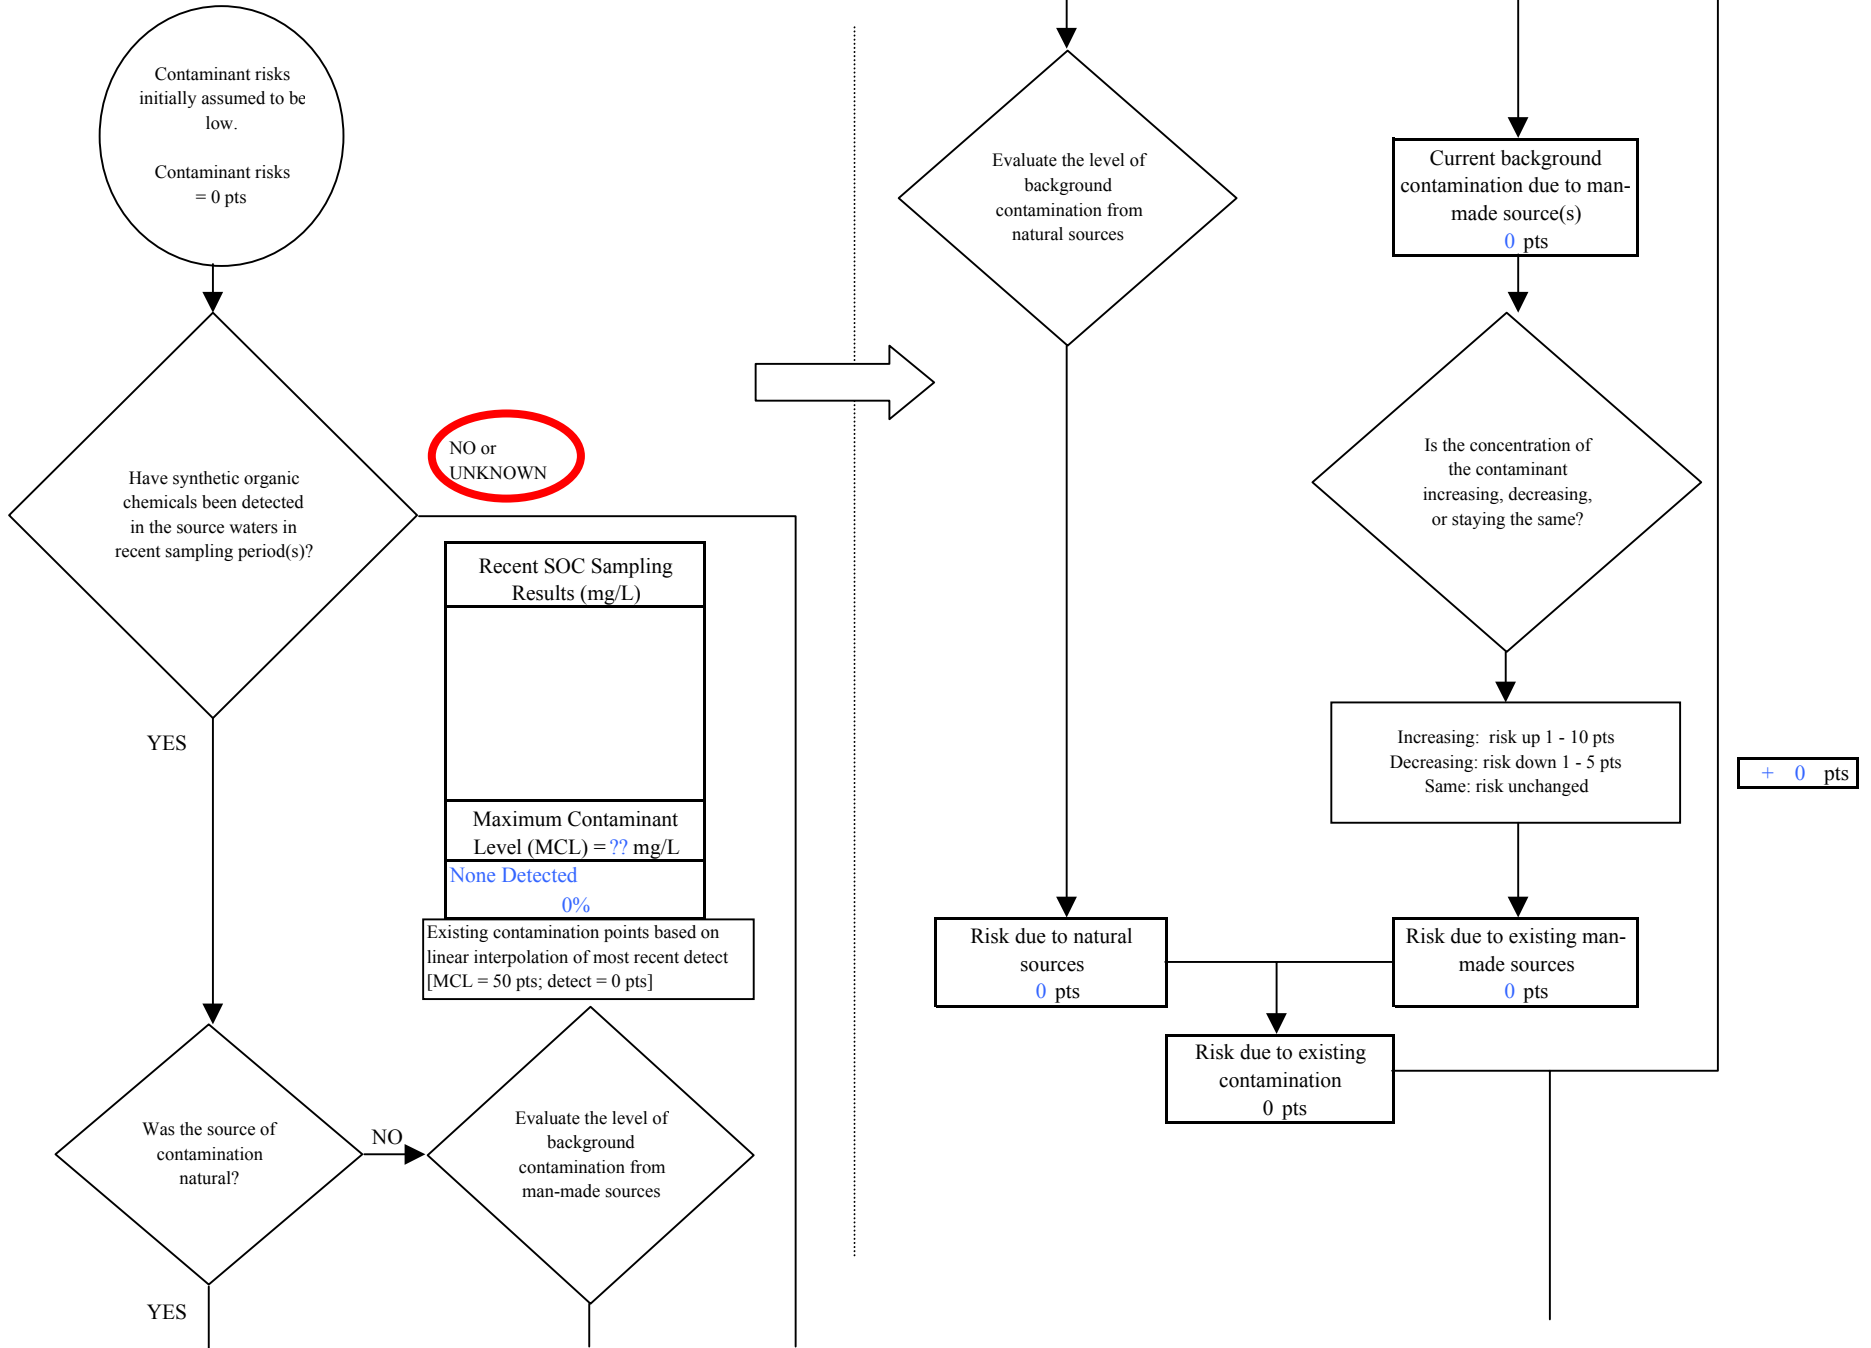 Contaminant risks
initially assumed to be
low.
Contaminant risks
= 0 pts
Have synthetic organic
chemicals been detected
in the source waters in
recent sampling period(s)?
NO or
UNKNOWN
YES
Recent SOC Sampling
Results (mg/L)
Maximum Contaminant
Level (MCL) = ?? mg/L
None Detected
0%
Existing contamination points based on
linear interpolation of most recent detect
[MCL = 50 pts; detect = 0 pts]
Was the source of
contamination
natural?
NO
YES
Evaluate the level of
background
contamination from
man-made sources
Evaluate the level of
background
contamination from
natural sources
Current background
contamination due to man-
made source(s)
0 pts
Is the concentration of
the contaminant
increasing, decreasing,
or staying the same?
Increasing: risk up 1 - 10 pts
Decreasing: risk down 1 - 5 pts
Same: risk unchanged
+ 0 pts
Risk due to natural
sources
0 pts
Risk due to existing man-
made sources
0 pts
Risk due to existing
contamination
0 pts